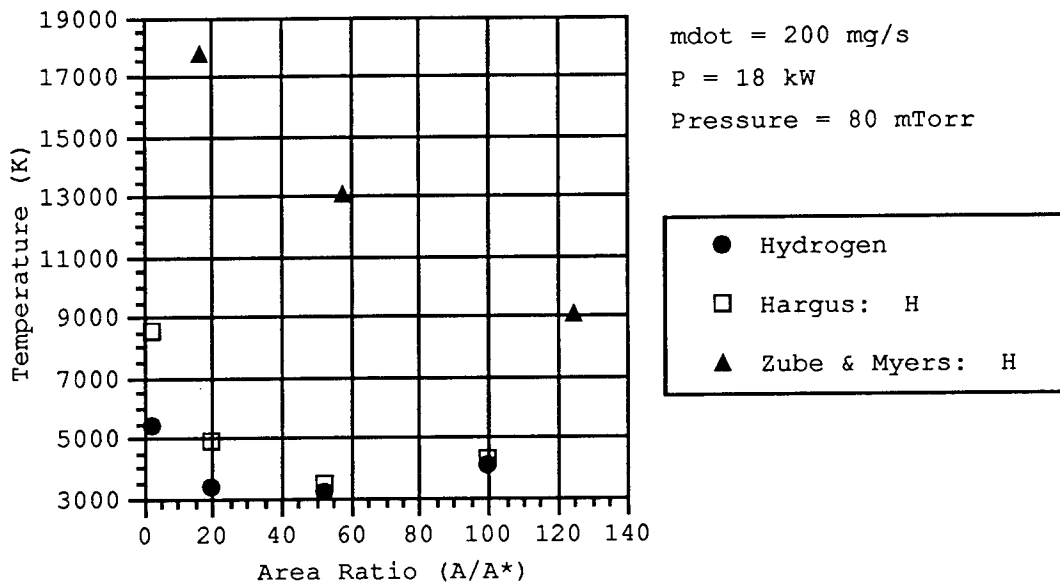 19000
17000
15000
13000
11000
9000
7000
5000
3000
Temperature (K)
0 20 40 60 80 100 120 140
Area Ratio (A/A*)
mdot = 200 mg/s
P = 18 kW
Pressure = 80 mTorr
Hydrogen
Hargus: H
Zube & Myers: H